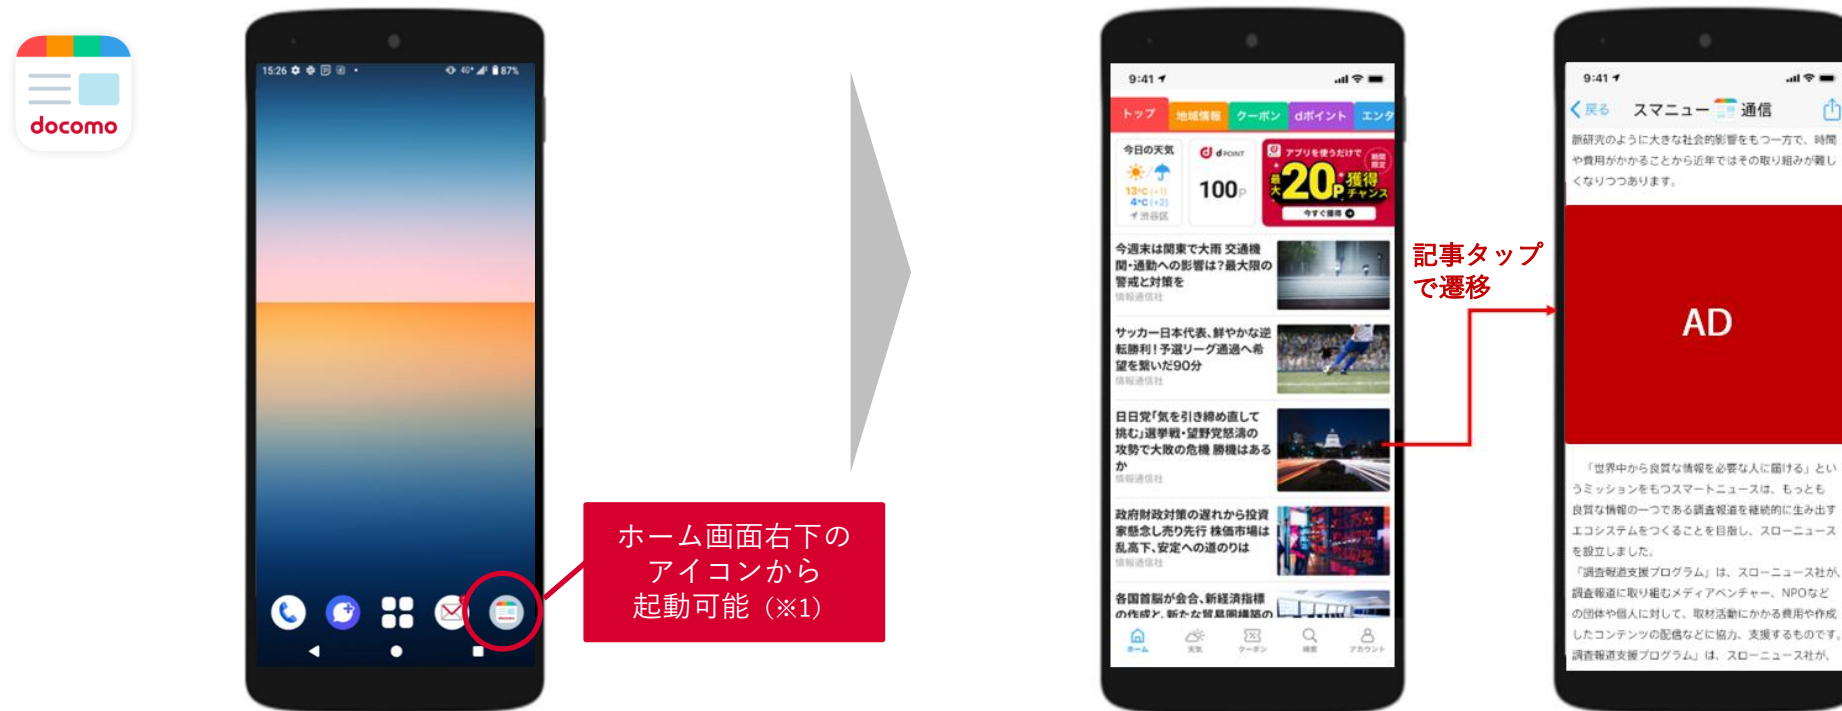 docomo
15:26
4G+
87%
ホーム画面右下の
アイコンから
起動可能（※1）
9:41
トップ
地域情報
クーポン
dポイント
エンタ
今日の天気
13°C (+1)
4°C (+2)
渋谷区
d POINT
100P
アプリを使うだけで
期間
限定
最大
20P
獲得
チャンス
今すぐ獲得
今週末は関東で大雨 交通機
関・通勤への影響は？最大限の
警戒と対策を
情報通信社
サッカー日本代表、鮮やかな逆
転勝利！予選リーグ通過へ希
望を繋いだ90分
情報通信社
日日党「気を引き締め直して
挑む」選挙戦・望野党怒濤の
攻勢で大敗の危機 勝機はある
か
情報通信社
政府財政対策の遅れから投資
家懸念し売り先行 株価市場は
乱高下、安定への道のりは
情報通信社
各国首脳が会合、新経済指標
の作成と、新たな貿易圏構築の
ホーム
天気
クーポン
検索
アカウント
記事タップ
で遷移
9:41
戻る
スマニュー
通信
脈研究のように大きな社会的影響をもつ一方で、時間
や費用がかかることから近年ではその取り組みが難し
くなりつつあります。
AD
「世界中から良質な情報を必要な人に届ける」とい
うミッションをもつスマートニュースは、もっとも
良質な情報の一つである調査報道を継続的に生み出す
エコシステムをつくることを目指し、スローニュース
を設立しました。
「調査報道支援プログラム」は、スローニュース社が、
調査報道に取り組むメディアベンチャー、NPOなど
の団体や個人に対して、取材活動にかかる費用や作成
したコンテンツの配信などに協力、支援するものです。
調査報道支援プログラム」は、スローニュース社が、